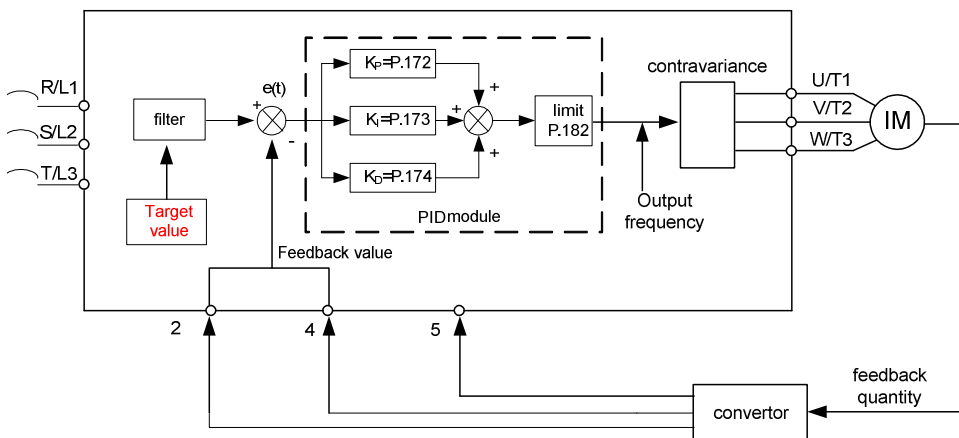 R/L1
S/L2
T/L3
filter
Target
value
e(t)
+
-
Feedback value
KP=P.172
KI=P.173
KD=P.174
+
+
+
limit
P.182
PID module
contravariance
Output
frequency
U/T1
V/T2
W/T3
IM
2
4
5
convertor
feedback
quantity